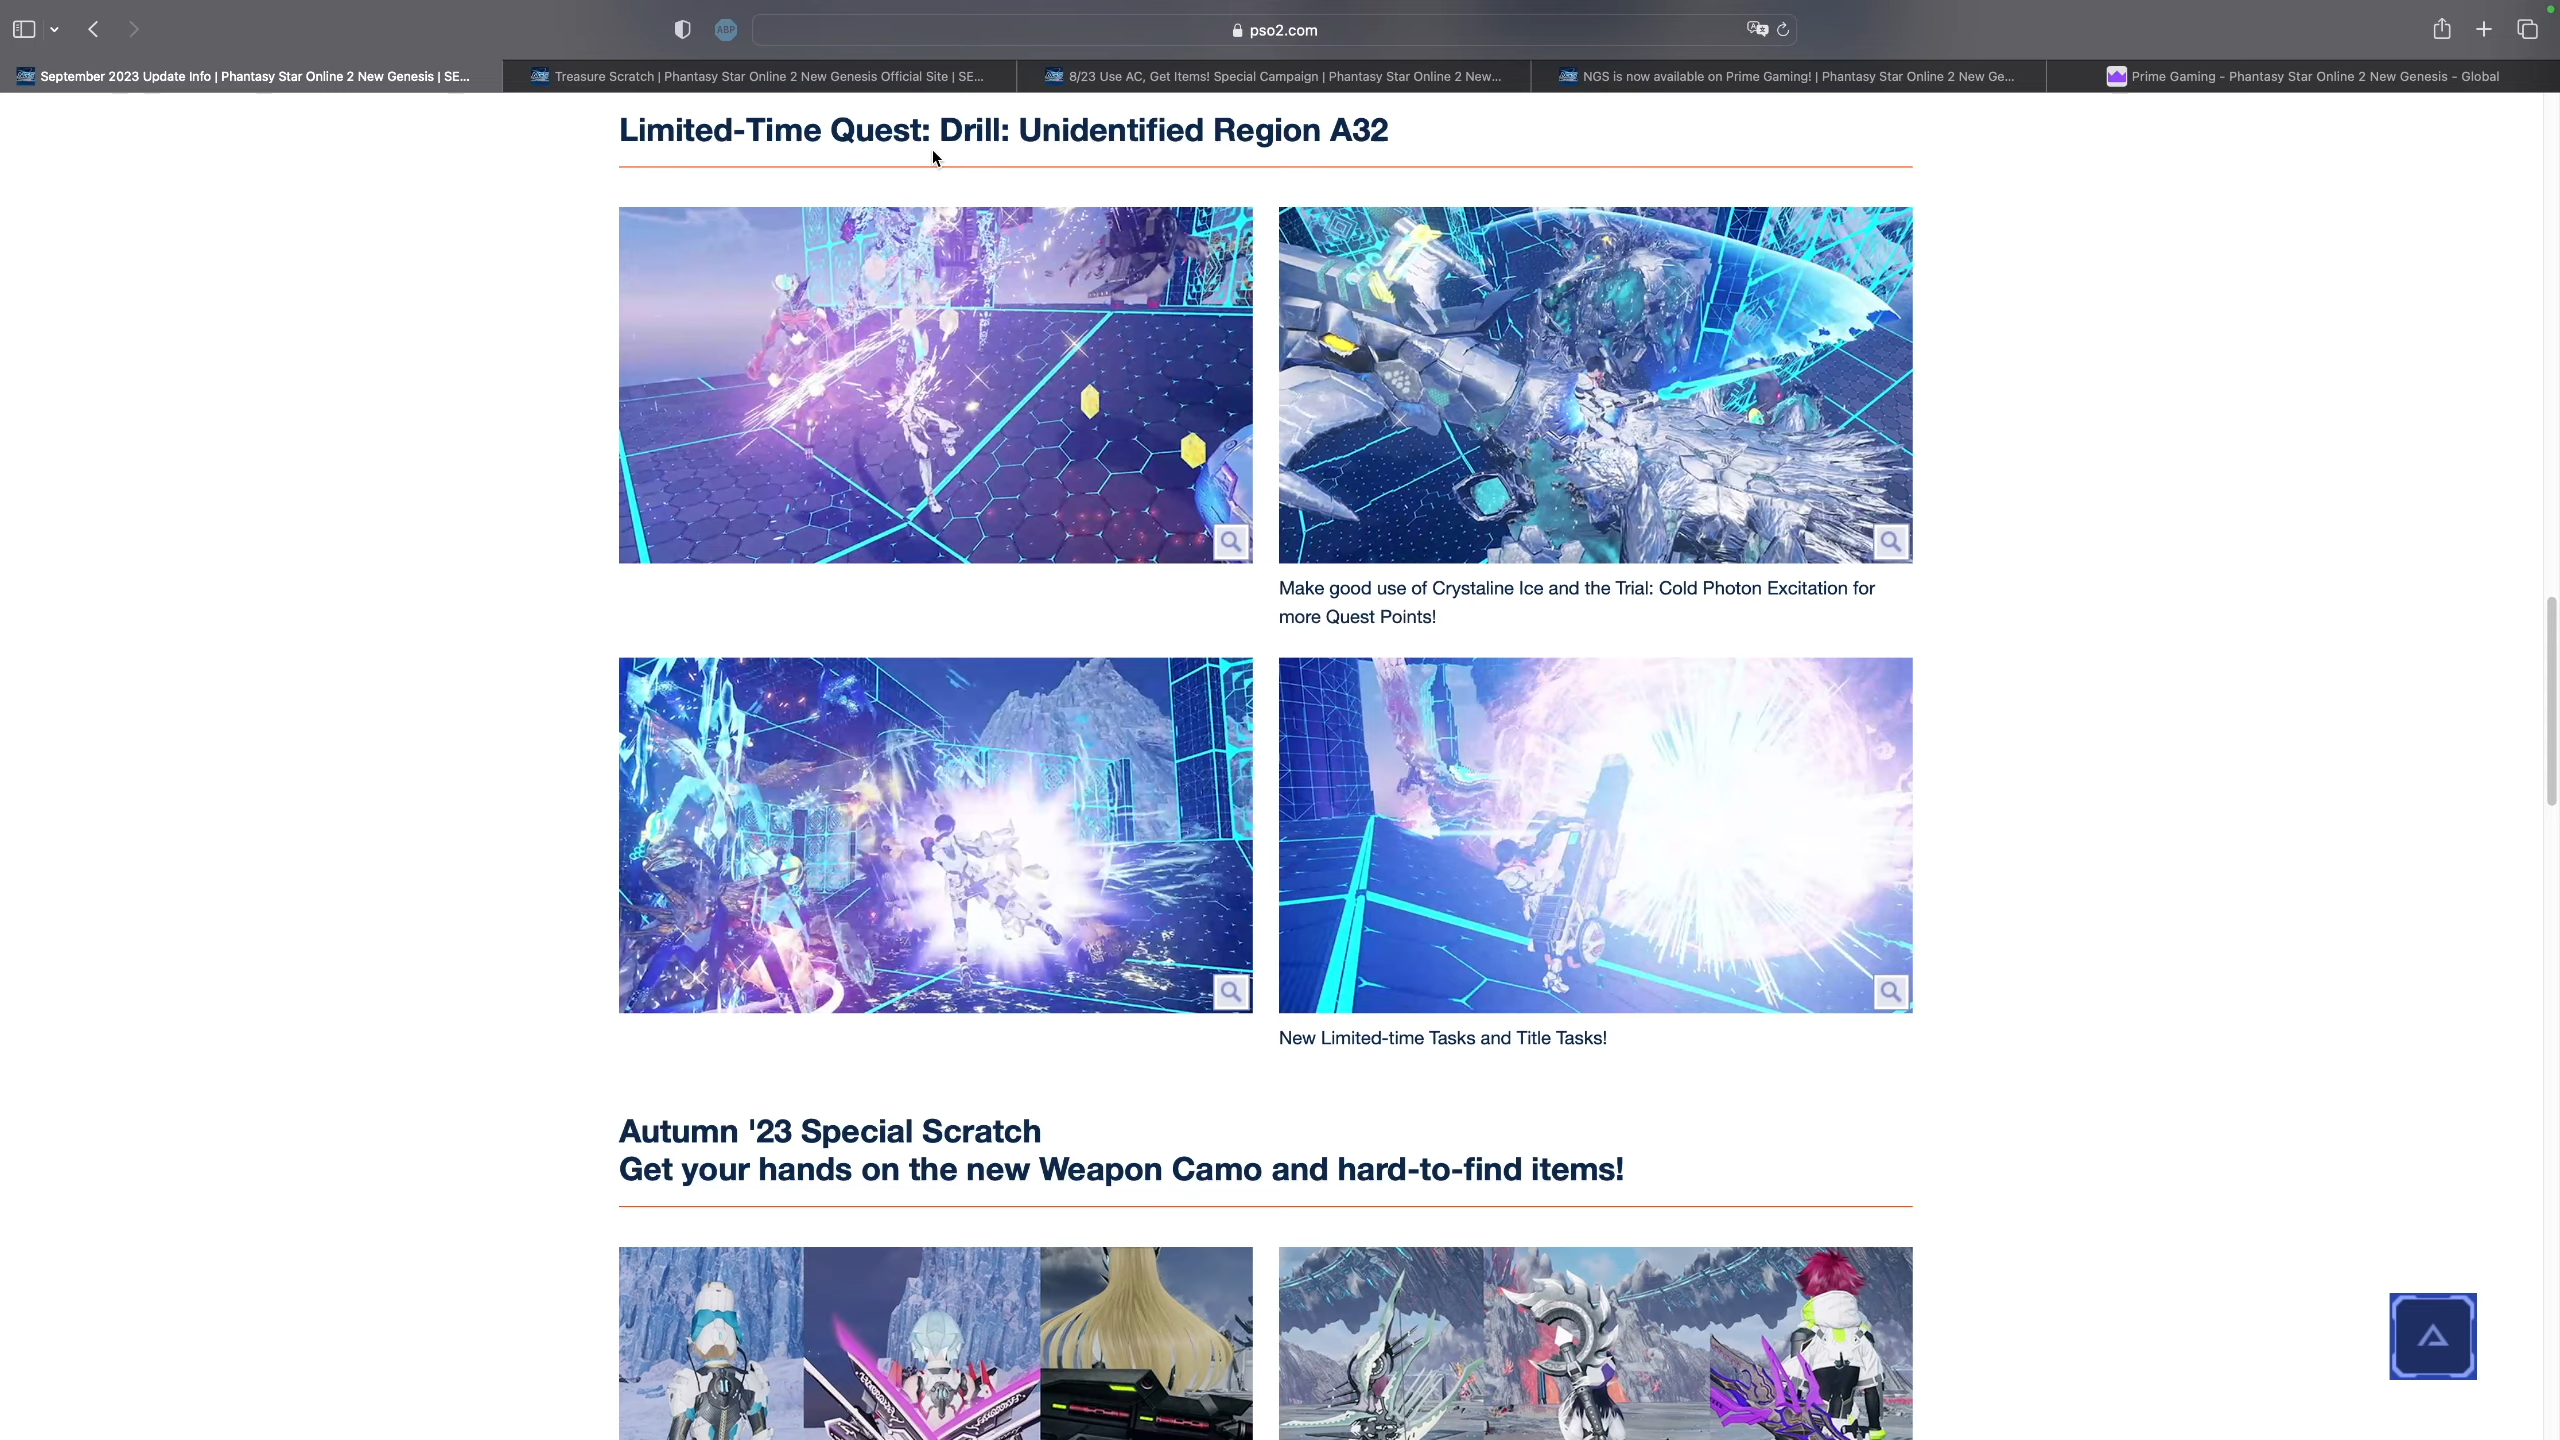 ABP
pso2.com
September 2023 Update Info | Phantasy Star Online 2 New Genesis | SE...
Treasure Scratch | Phantasy Star Online 2 New Genesis Official Site | SE...
8/23 Use AC, Get Items! Special Campaign | Phantasy Star Online 2 New...
NGS is now available on Prime Gaming! | Phantasy Star Online 2 New Ge...
Prime Gaming - Phantasy Star Online 2 New Genesis - Global
Limited-Time Quest: Drill: Unidentified Region A32
Make good use of Crystaline Ice and the Trial: Cold Photon Excitation for
more Quest Points!
New Limited-time Tasks and Title Tasks!
Autumn '23 Special Scratch
Get your hands on the new Weapon Camo and hard-to-find items!